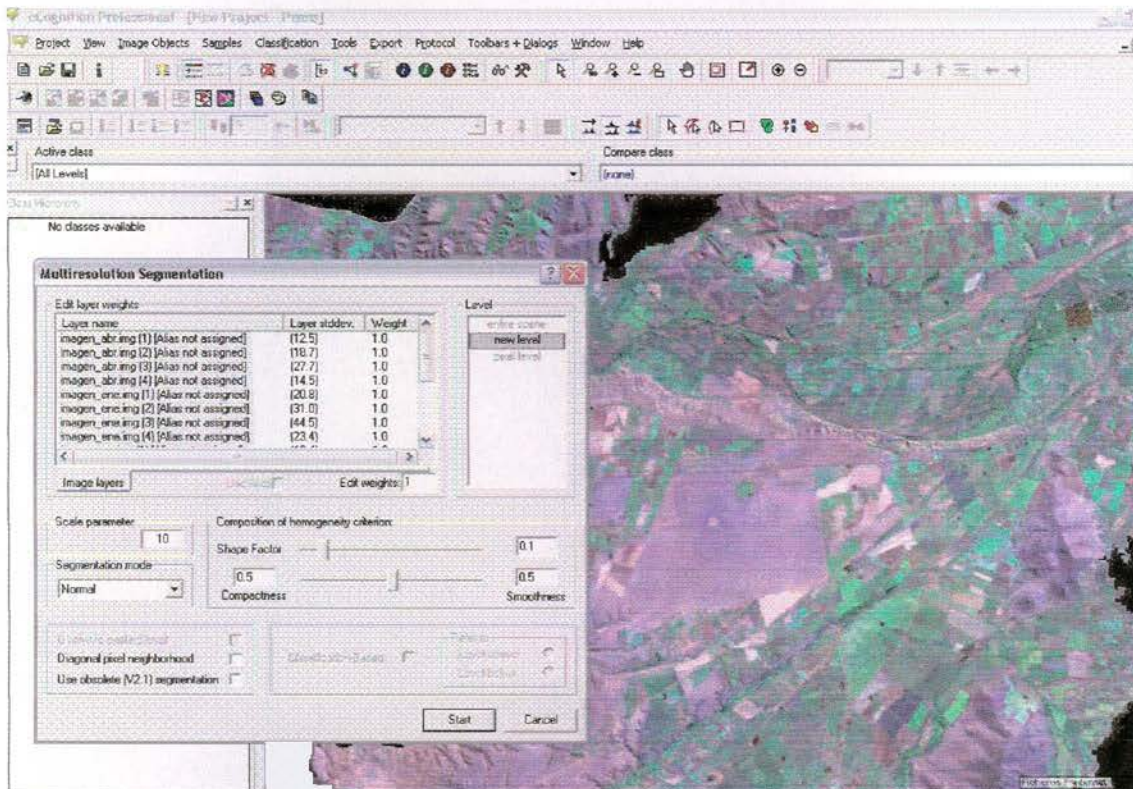 eCognition Professional - [New Project - Pixels]
Project View Image Objects Samples Classification Tools Export Protocol Toolbars + Dialogs Window Help
Active class
Compare class
[All Levels]
(none)
No classes available
Multiresolution Segmentation
Edit layer weights
Level
Layer name Layer stddev. Weight
imagen_abr.img (1) [Alias not assigned] (12.5) 1.0
imagen_abr.img (2) [Alias not assigned] (18.7) 1.0
imagen_abr.img (3) [Alias not assigned] (27.7) 1.0
imagen_abr.img (4) [Alias not assigned] (14.5) 1.0
imagen_ene.img (1) [Alias not assigned] (20.8) 1.0
imagen_ene.img (2) [Alias not assigned] (31.0) 1.0
imagen_ene.img (3) [Alias not assigned] (44.5) 1.0
imagen_ene.img (4) [Alias not assigned] (23.4) 1.0
entire scene
new level
pixel level
Image layers
Edit weights: 1
Scale parameter
10
Segmentation mode
Normal
Composition of homogeneity criterion:
Shape Factor
0.1
0.5
0.5
Compactness
Smoothness
Diagonal pixel neighborhood
Use obsolete (V2.1) segmentation
Start
Cancel